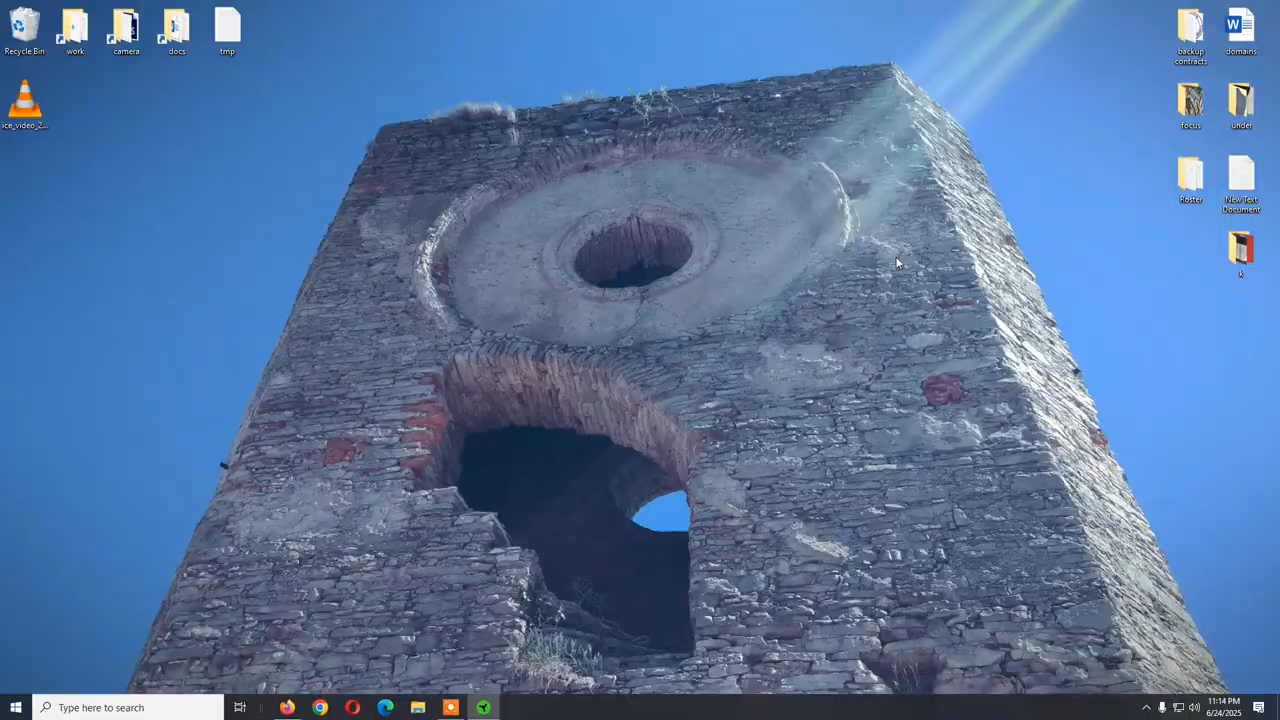 Recycle Bin
work
camera
docs
tmp
backup
contracts
domains
ice_video_2...
focus
under
Roster
New Text
Document
k
Type here to search
11:14 PM
6/24/2025